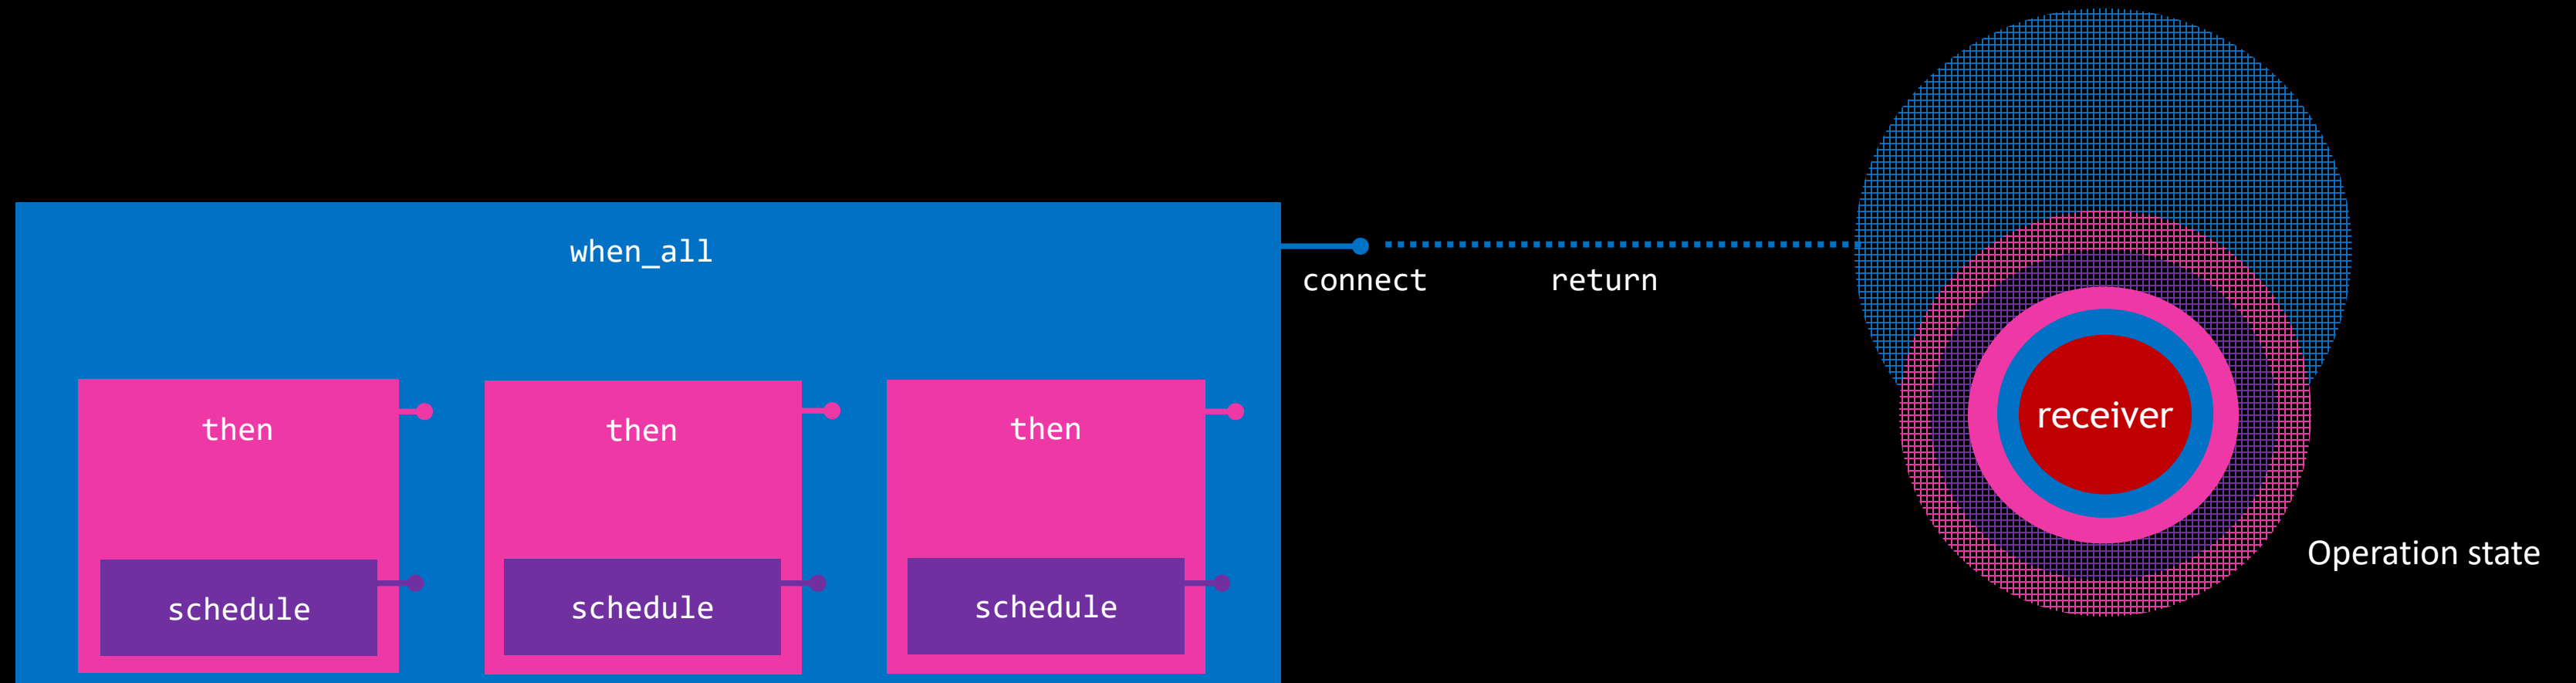 when_all
connect
return
then
then
then
receiver
Operation state
schedule
schedule
schedule